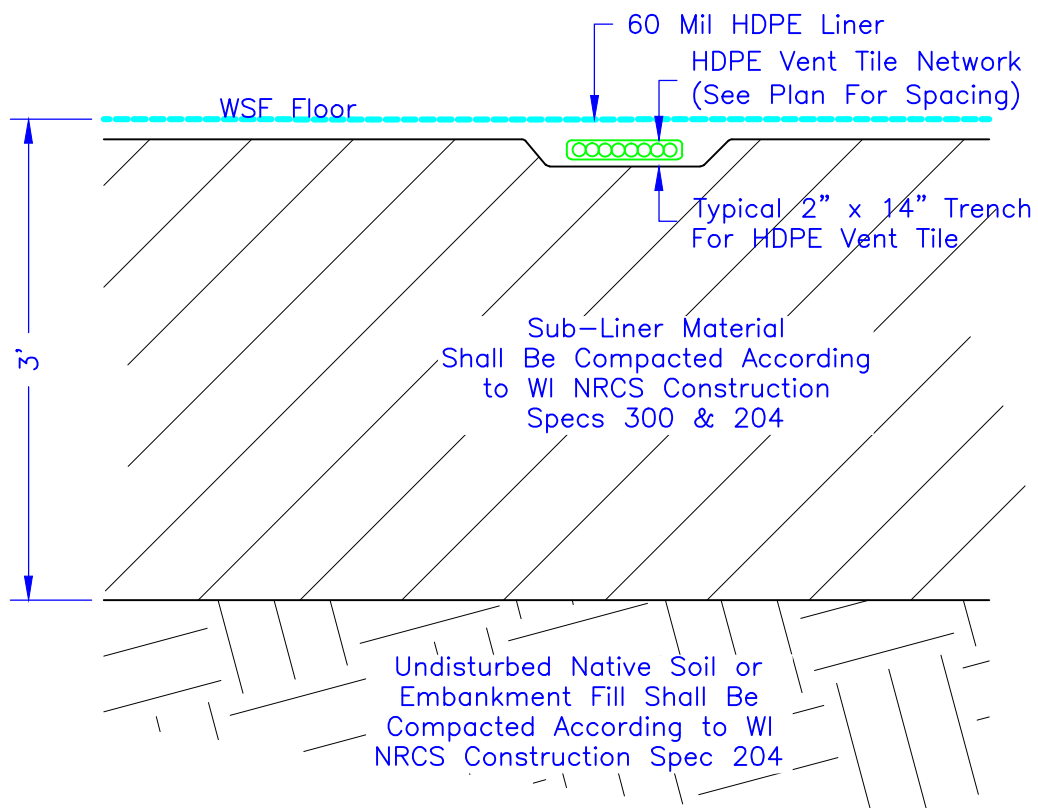 60 Mil HDPE Liner
HDPE Vent Tile Network
(See Plan For Spacing)
WSF Floor
Typical 2” x 14” Trench
For HDPE Vent Tile
3'
Sub-Liner Material
Shall Be Compacted According
to WI NRCS Construction
Specs 300 & 204
Undisturbed Native Soil or
Embankment Fill Shall Be
Compacted According to WI
NRCS Construction Spec 204